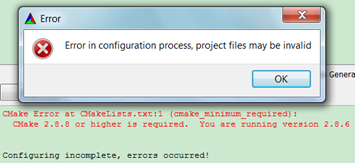 Error
Error in configuration process, project files may be invalid
OK
Genera
CMake Error at CMakeLists.txt:1 (cmake_minimum_required):
CMake 2.8.8 or higher is required. You are running version 2.8.6
Configuring incomplete, errors occurred!